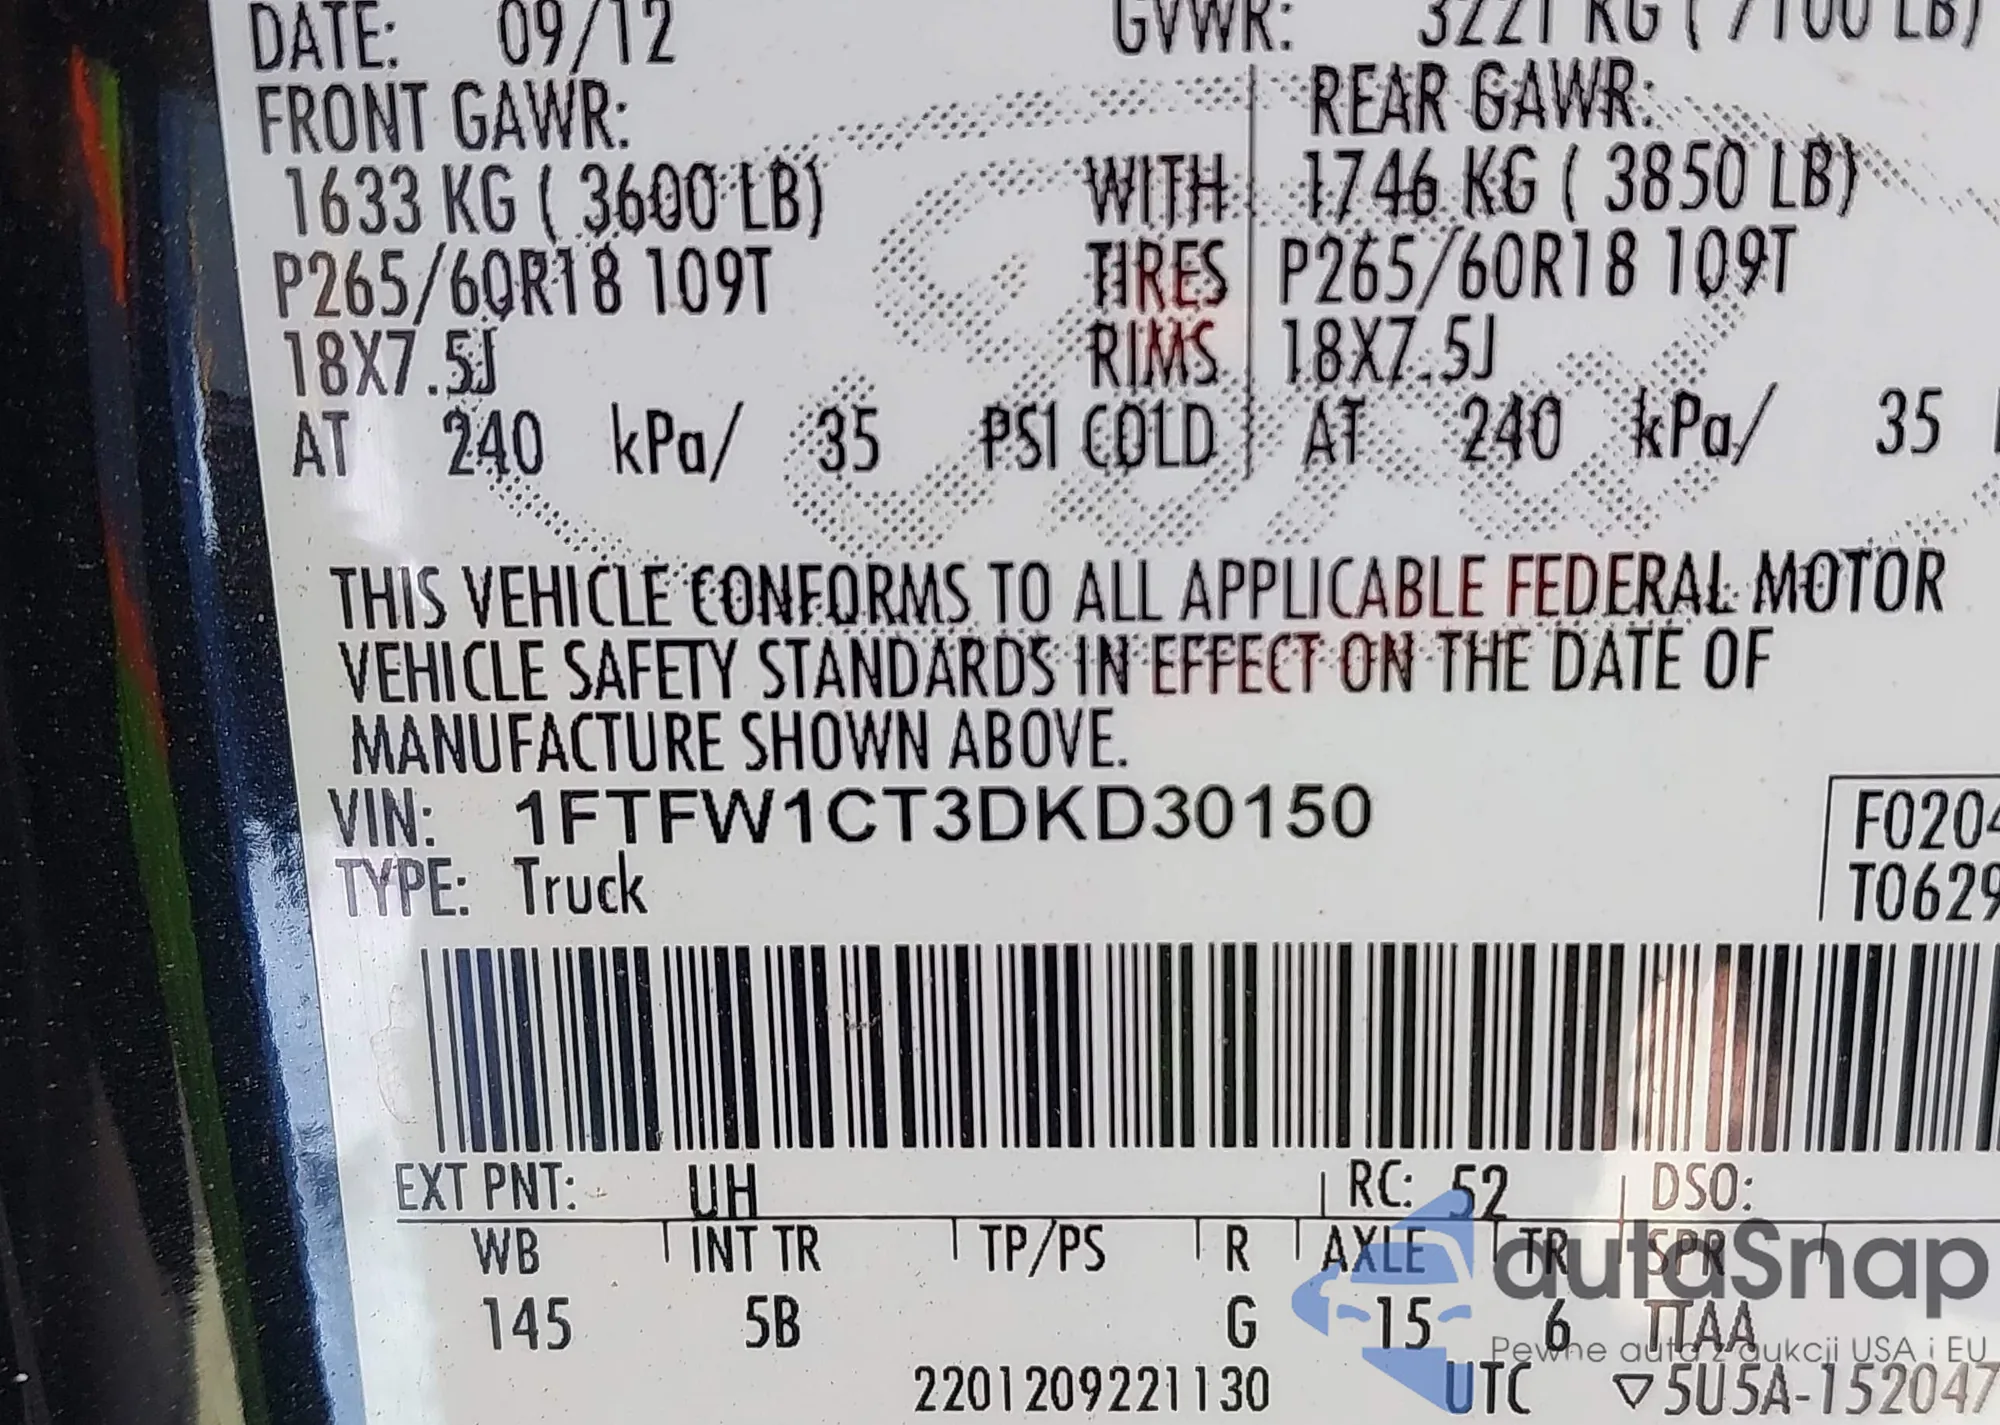 DATE: 09/12 GVWR: 3221 KG ( 7100 LB)
FRONT GAWR: REAR GAWR:
1633 KG ( 3600 LB) WITH 1746 KG ( 3850 LB)
P265/60R18 109T TIRES P265/60R18 109T
18X7.5J RIMS 18X7.5J
AT 240 kPa/ 35 PSI COLD AT 240 kPa/ 35
THIS VEHICLE CONFORMS TO ALL APPLICABLE FEDERAL MOTOR
VEHICLE SAFETY STANDARDS IN EFFECT ON THE DATE OF
MANUFACTURE SHOWN ABOVE.
VIN: 1FTFW1CT3DKD30150 F0204
TYPE: Truck T0629
EXT PNT: UH RC: 52 DSO:
WB INT TR TP/PS R AXLE TR SPR
145 5B G 15 6 TTAA
2201209221130 UTC ▽5U5A-152047
autaSnap
Pewne auta z aukcji USA i EU